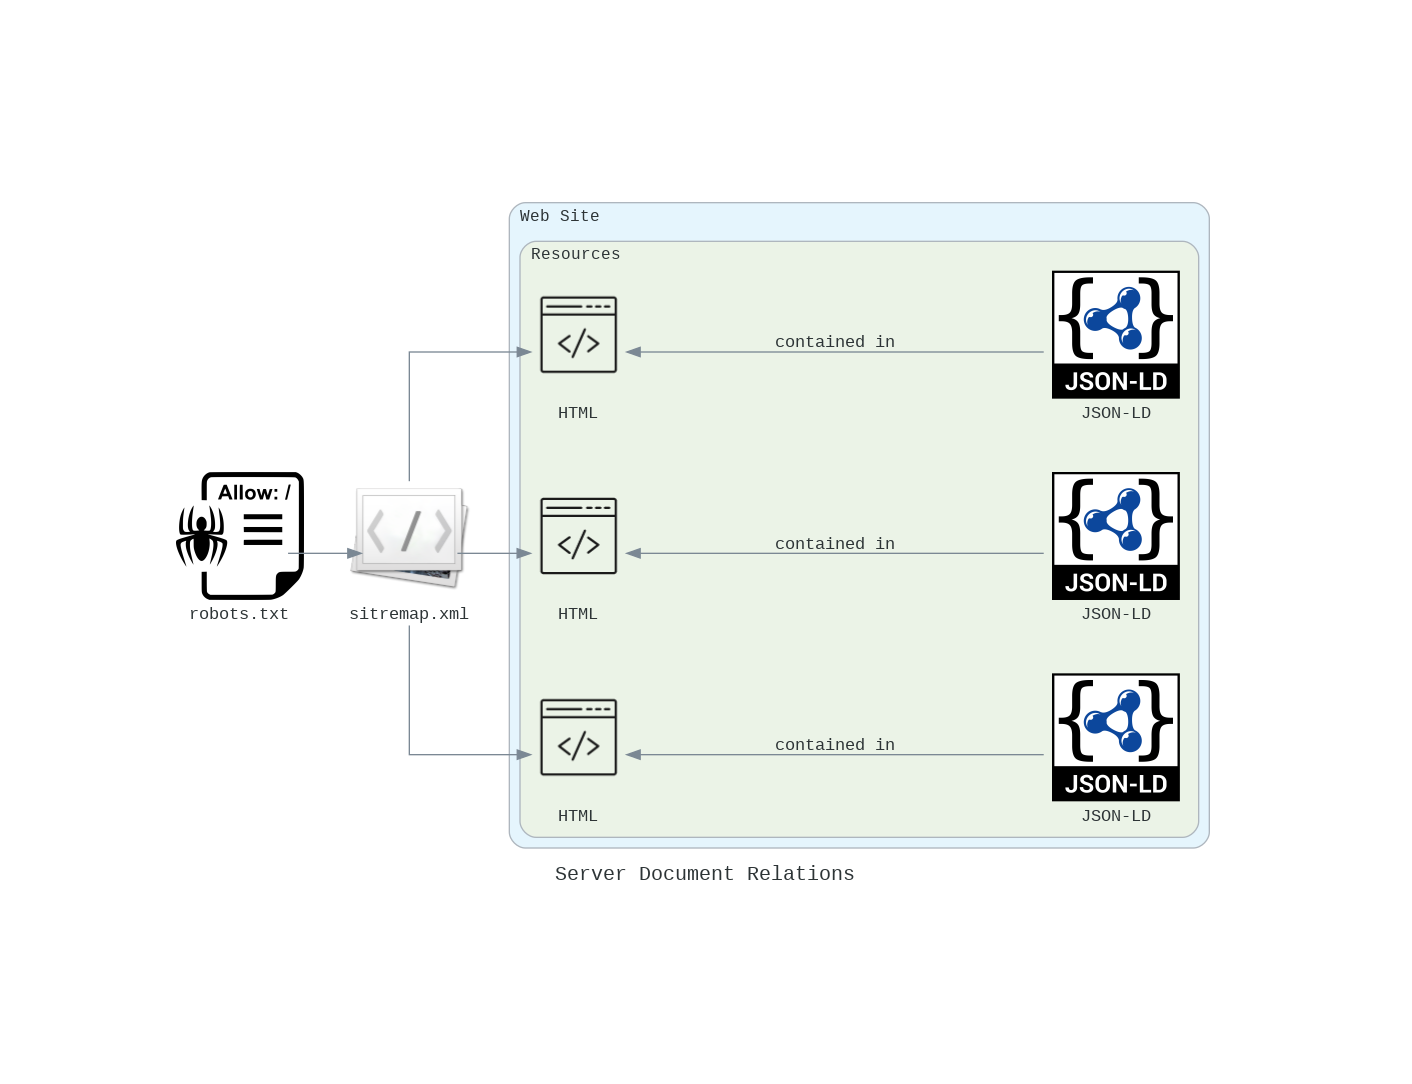 Web Site
Resources
contained in
JSON-LD
HTML
JSON-LD
Allow: /
contained in
JSON-LD
robots.txt
sitremap.xml
HTML
JSON-LD
contained in
JSON-LD
HTML
JSON-LD
Server Document Relations